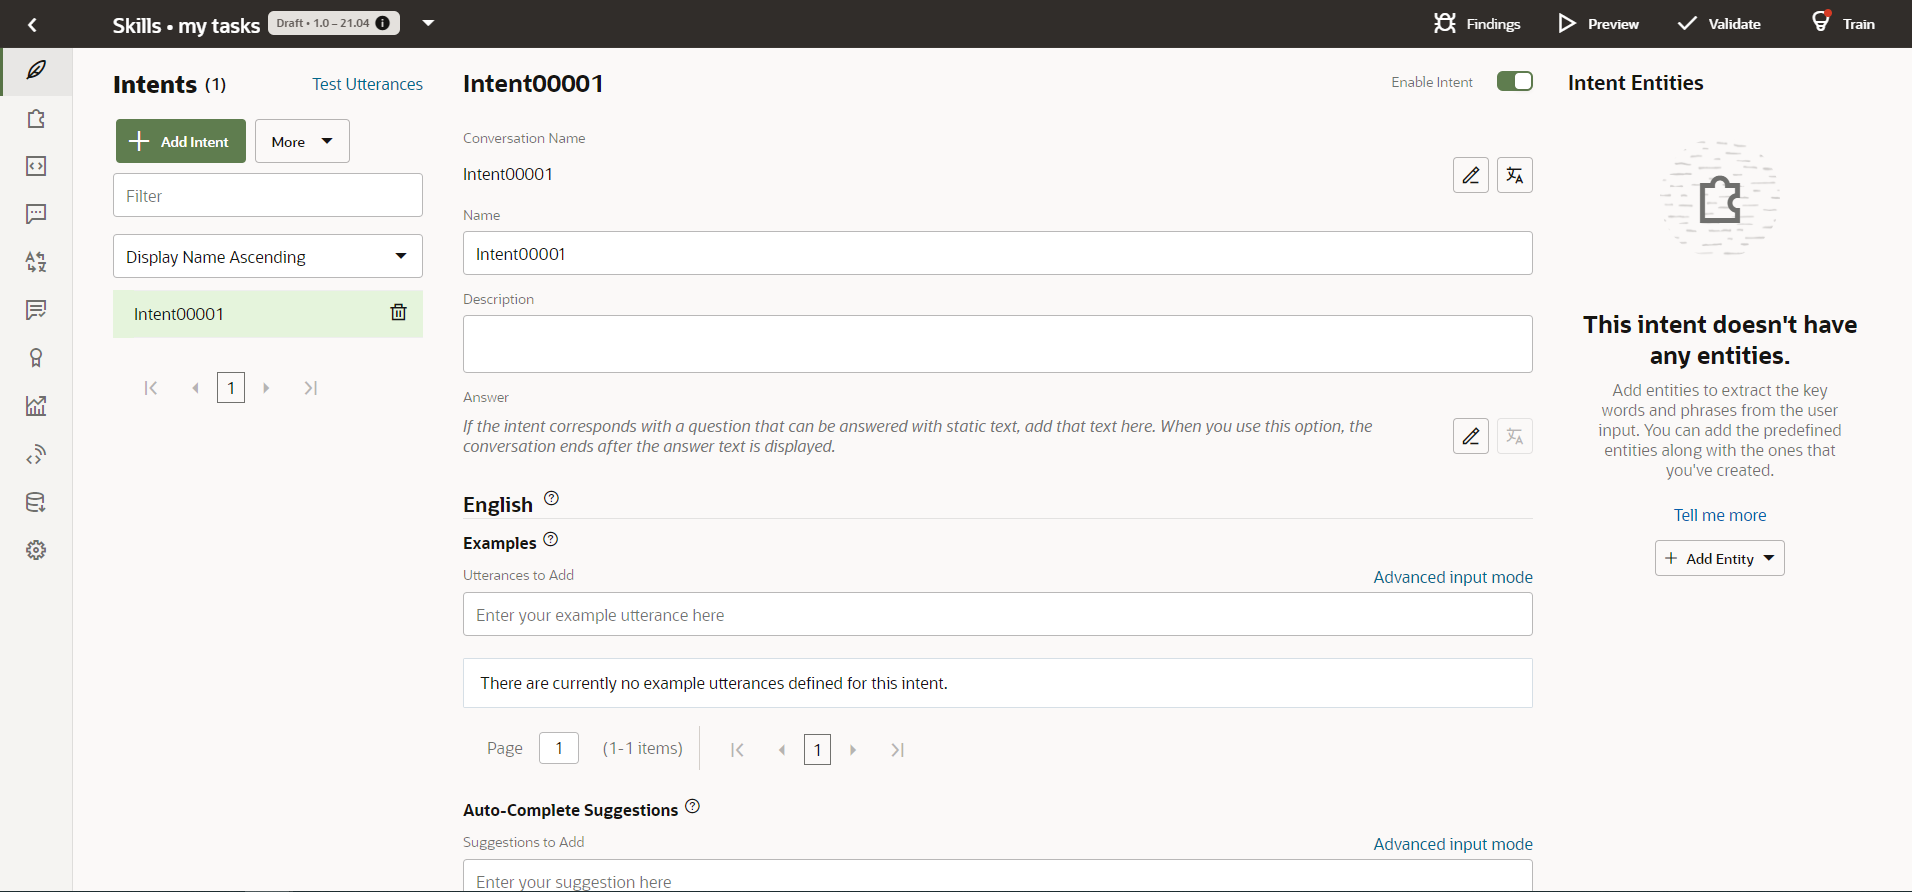 Skills • my tasks
Draft • 1.0 – 21.04
Findings
Preview
Validate
Train
Intents (1)
Test Utterances
Add Intent
More
Filter
Display Name Ascending
Intent00001
1
Intent00001
Enable Intent
Conversation Name
Intent00001
Name
Intent00001
Description
Answer
If the intent corresponds with a question that can be answered with static text, add that text here. When you use this option, the
conversation ends after the answer text is displayed.
English
Examples
Utterances to Add
Advanced input mode
Enter your example utterance here
There are currently no example utterances defined for this intent.
Page 1 (1-1 items) 1
Auto-Complete Suggestions
Suggestions to Add
Advanced input mode
Enter your suggestion here
Intent Entities
This intent doesn't have
any entities.
Add entities to extract the key
words and phrases from the user
input. You can add the predefined
entities along with the ones that
you've created.
Tell me more
+ Add Entity